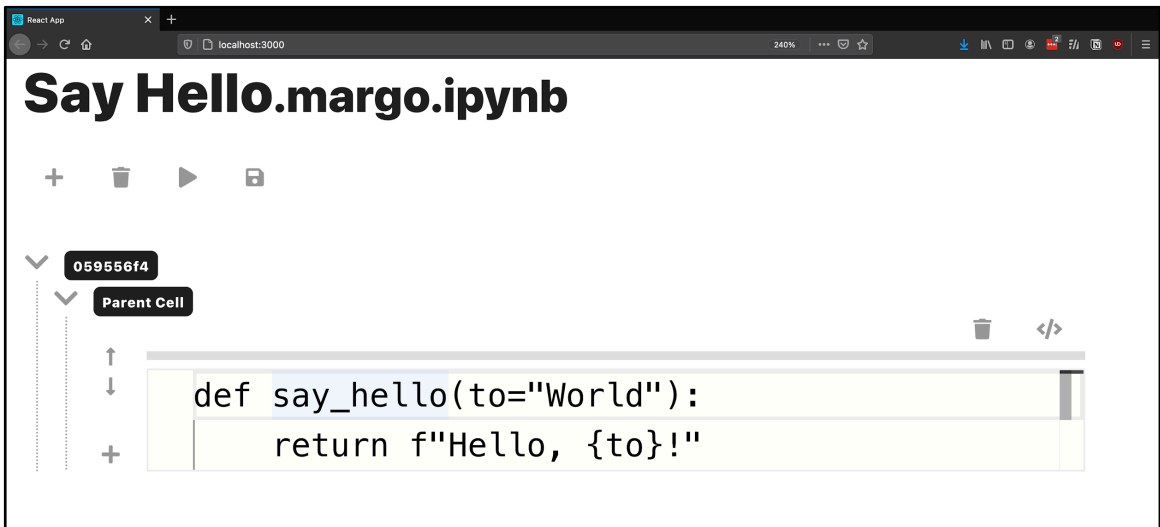 React App
localhost:3000
240%
2
Say Hello.margo.ipynb
059556f4
Parent Cell
def say_hello(to="World"):
    return f"Hello, {to}!"